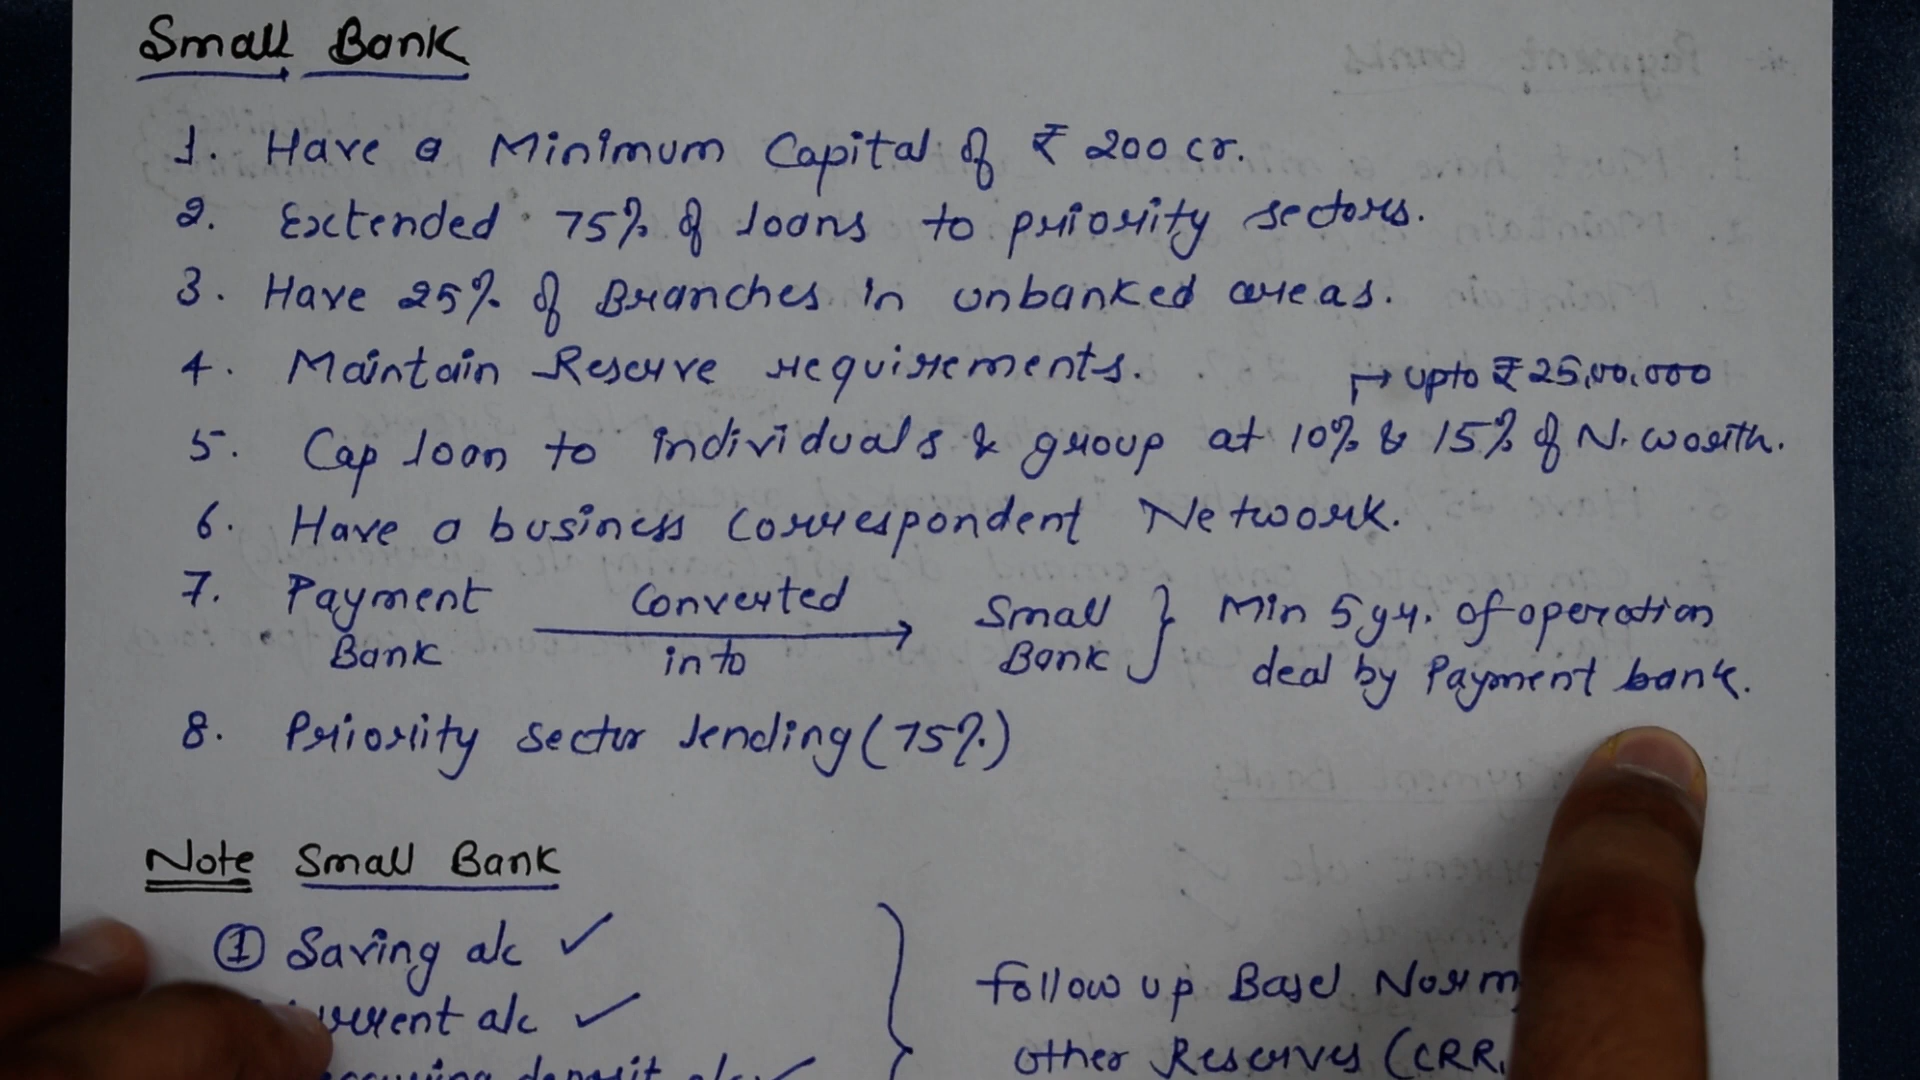 Small Bank
1. Have a Minimum Capital of ₹ 200 cr.
2. Extended 75% of loans to priority sectors.
3. Have 25% of Branches in unbanked areas.
4. Maintain Reserve requirements.
↱ upto ₹ 25,00,000
5. Cap loan to individuals & group at 10% & 15% of N. worth.
6. Have a business correspondent Network.
7. Payment Bank Converted into → Small Bank } Min 5 yr. of operation
deal by Payment bank.
8. Priority sector lending (75%)
Note Small Bank
① Saving a/c ✓
a/c ✓
deposit a/c ✓
follow up Basel
other Reserves (CRR,